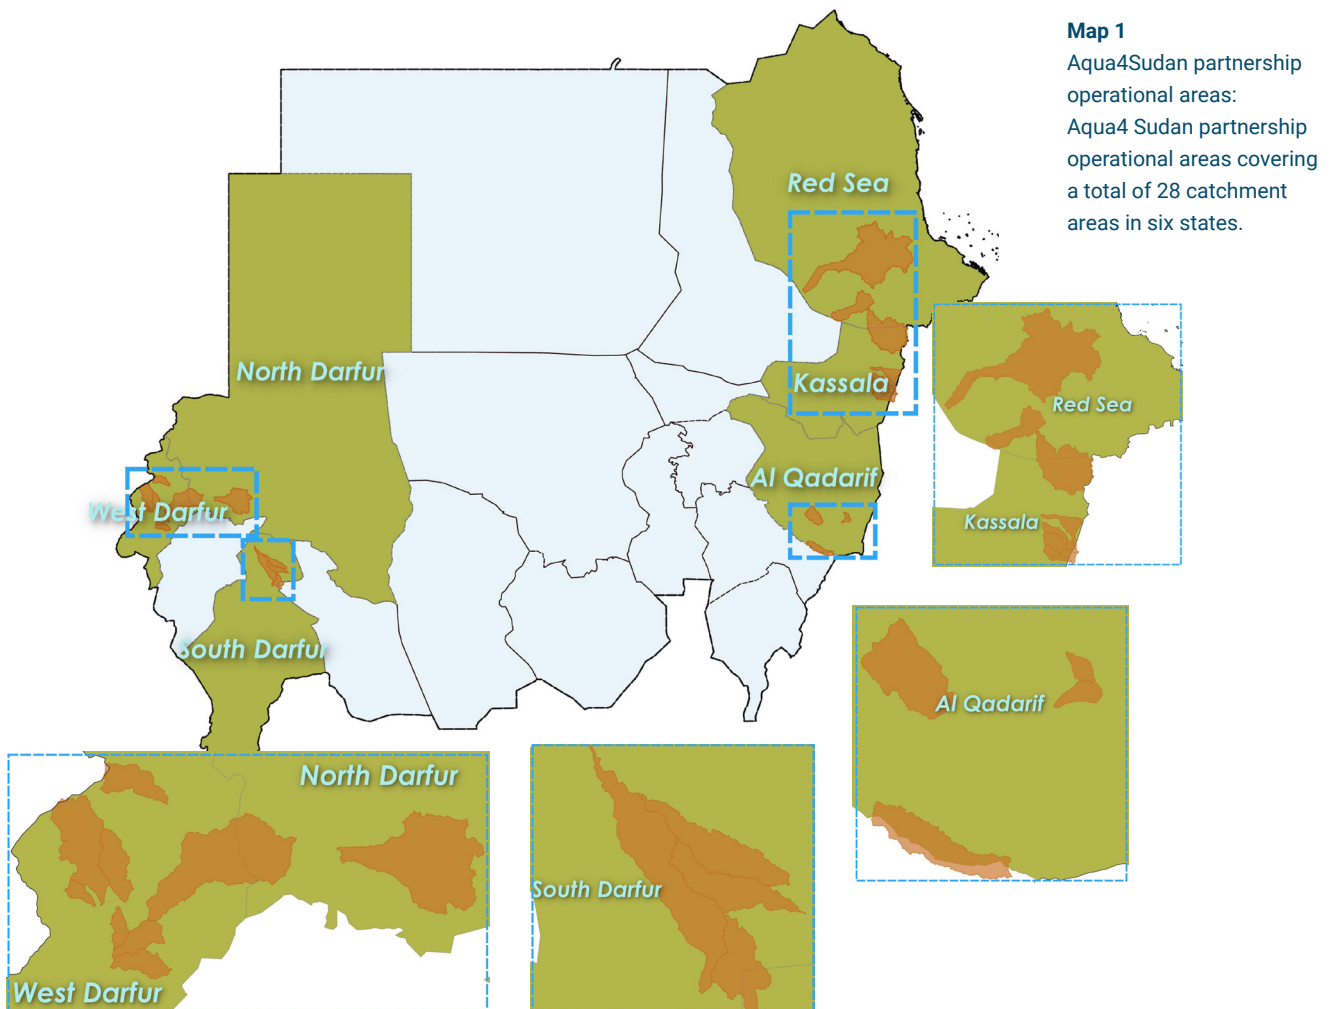 Map 1
Aqua4Sudan partnership
operational areas:
Aqua4 Sudan partnership
operational areas covering
a total of 28 catchment
areas in six states.
Red Sea
North Darfur
Kassala
Red Sea
Al Qadarif
West Darfur
Kassala
South Darfur
Al Qadarif
North Darfur
South Darfur
West Darfur